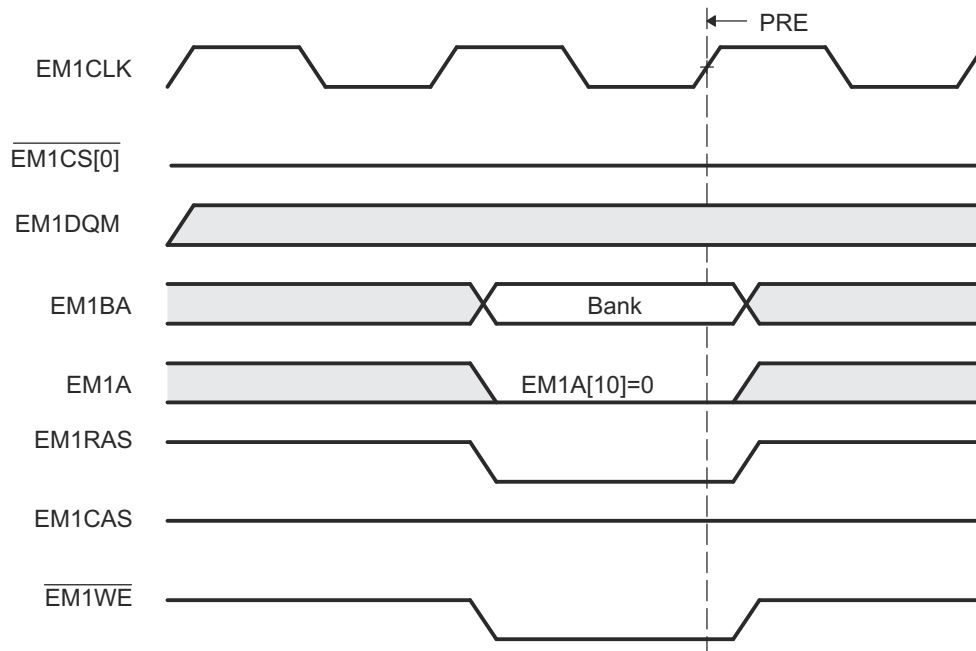 PRE
EM1CLK
EM1CS[0]
EM1DQM
EM1BA
Bank
EM1A
EM1A[10]=0
EM1RAS
EM1CAS
EM1WE